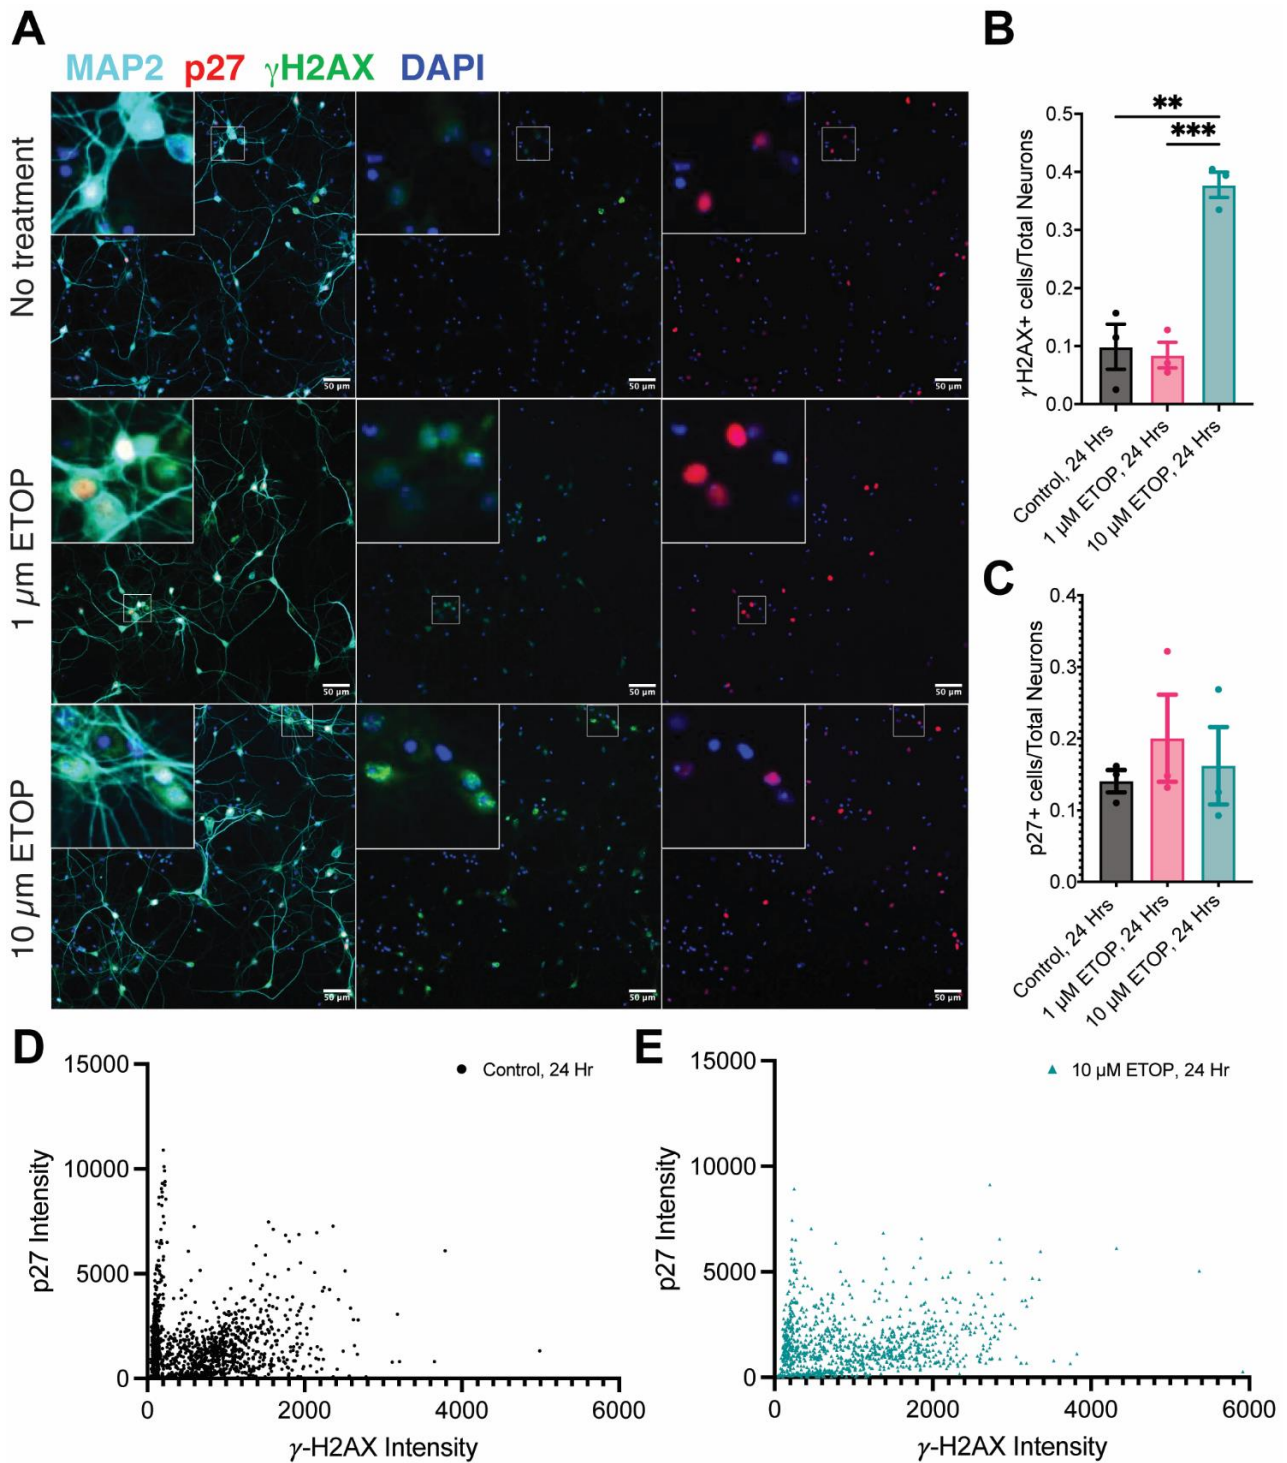 A
MAP2 p27 γH2AX DAPI
No treatment
50 µm
50 µm
50 µm
1 µm ETOP
50 µm
50 µm
50 µm
10 µm ETOP
50 µm
50 µm
50 µm
B
γH2AX+ cells/Total Neurons
0.5
0.4
0.3
0.2
0.1
0.0
**
***
Control, 24 Hrs
1 µM ETOP, 24 Hrs
10 µM ETOP, 24 Hrs
C
p27+ cells/Total Neurons
0.4
0.3
0.2
0.1
0.0
Control, 24 Hrs
1 µM ETOP, 24 Hrs
10 µM ETOP, 24 Hrs
D
p27 Intensity
15000
10000
5000
0
Control, 24 Hr
0 2000 4000 6000
γ-H2AX Intensity
E
p27 Intensity
15000
10000
5000
0
10 µM ETOP, 24 Hr
0 2000 4000 6000
γ-H2AX Intensity